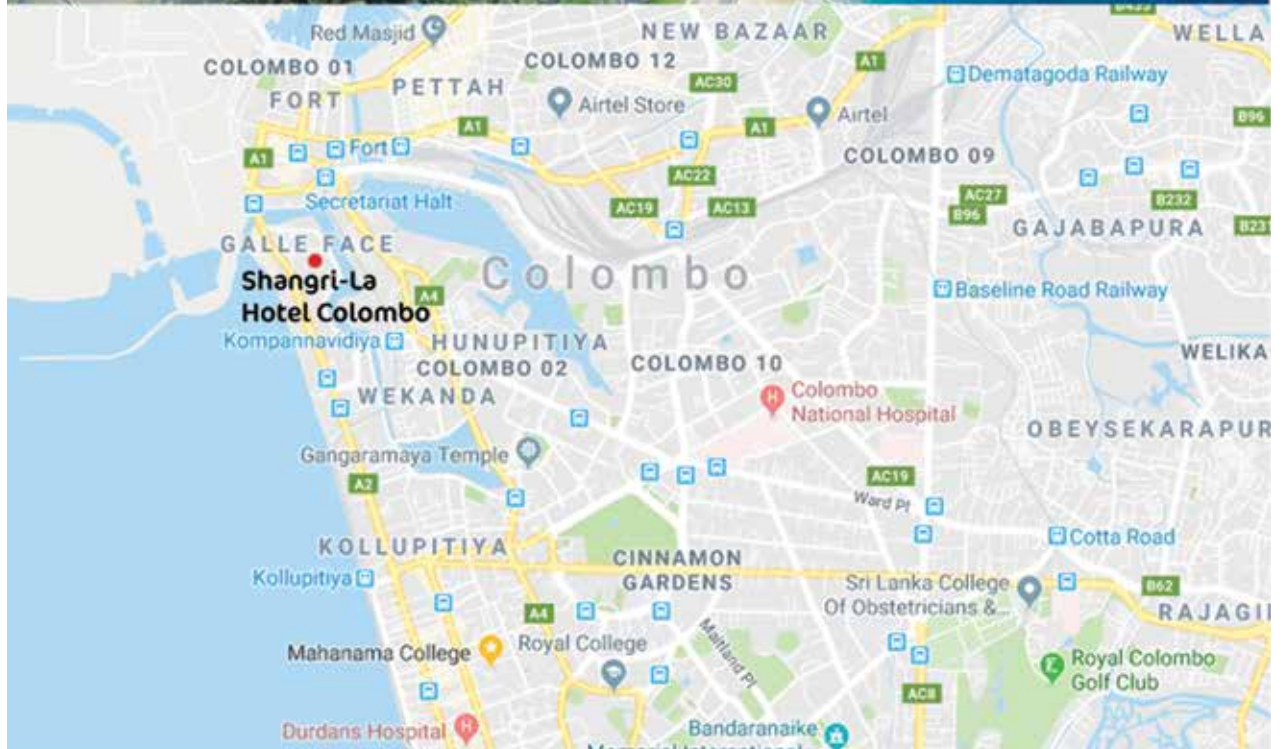 B435
Red Masjid
NEW BAZAAR
WELLA
COLOMBO 01
COLOMBO 12
A1
FORT
PETTAH
AC30
Dematagoda Railway
Airtel Store
Airtel
B96
A1
A1
Fort
A1
COLOMBO 09
AC22
Secretariat Halt
AC19
AC13
AC27
B96
B232
GAJABAPURA
B231
GALLE FACE
Shangri-La
Hotel Colombo
Colombo
A4
Baseline Road Railway
Kompannavidiya
HUNUPITIYA
COLOMBO 02
COLOMBO 10
WELIKA
WEKANDA
Colombo
National Hospital
OBEYSEKARAPUR
Gangaramaya Temple
A2
AC19
Ward Pl
KOLLUPITIYA
CINNAMON
GARDENS
Cotta Road
Kollupitiya
Sri Lanka College
Of Obstetricians &...
B62
RAJAGI
A4
Mahanama College
Royal College
Maitland Pl
Royal Colombo
Golf Club
AC8
Durdans Hospital
Bandaranaike
Memorial International